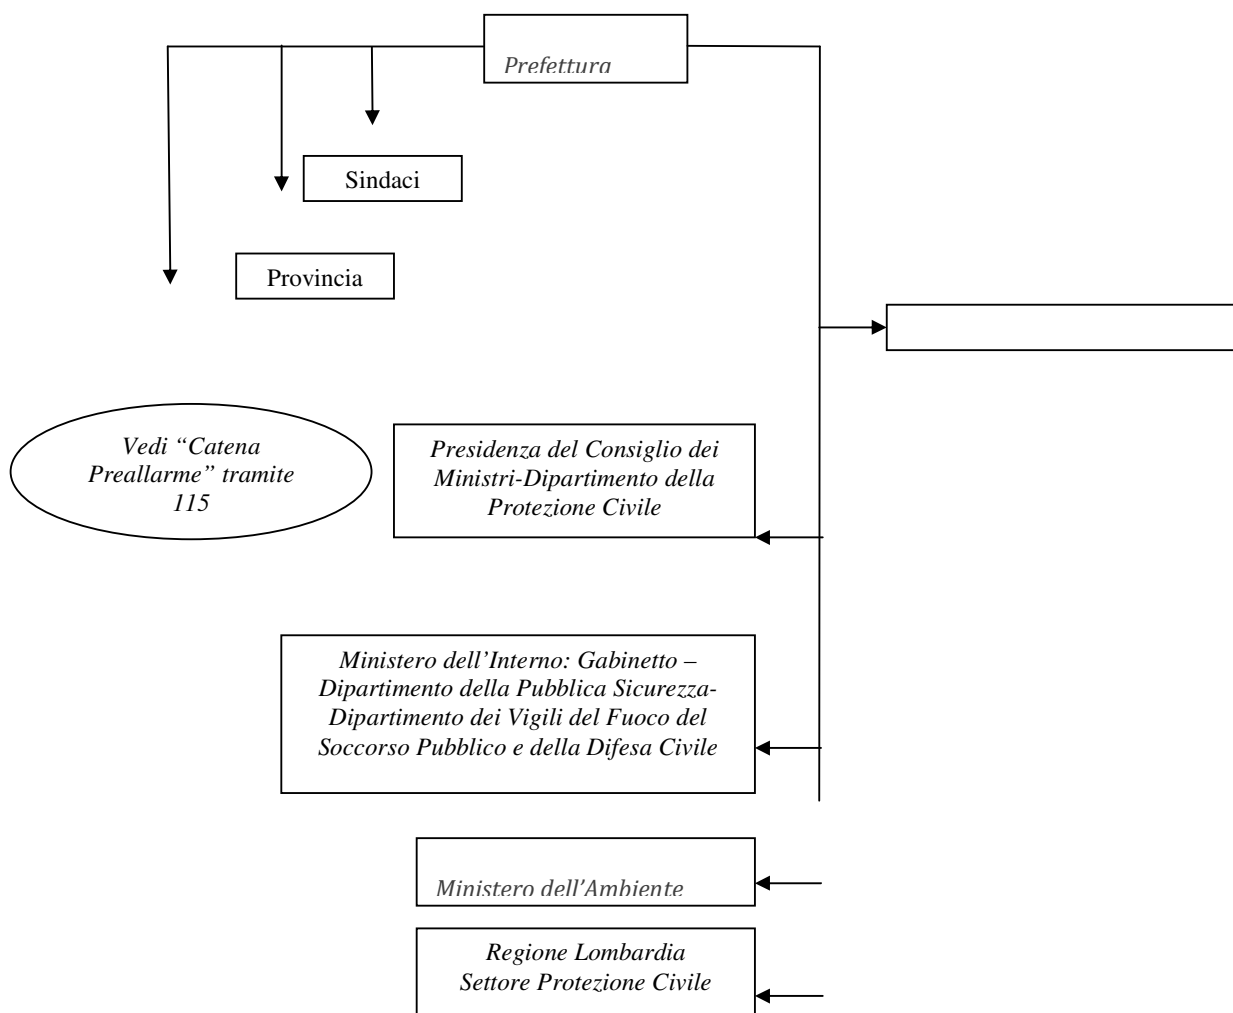 Prefettura
Sindaci
Provincia
Vedi “Catena
Preallarme” tramite
115
Presidenza del Consiglio dei
Ministri-Dipartimento della
Protezione Civile
Ministero dell’Interno: Gabinetto –
Dipartimento della Pubblica Sicurezza-
Dipartimento dei Vigili del Fuoco del
Soccorso Pubblico e della Difesa Civile
Ministero dell’Ambiente
Regione Lombardia
Settore Protezione Civile